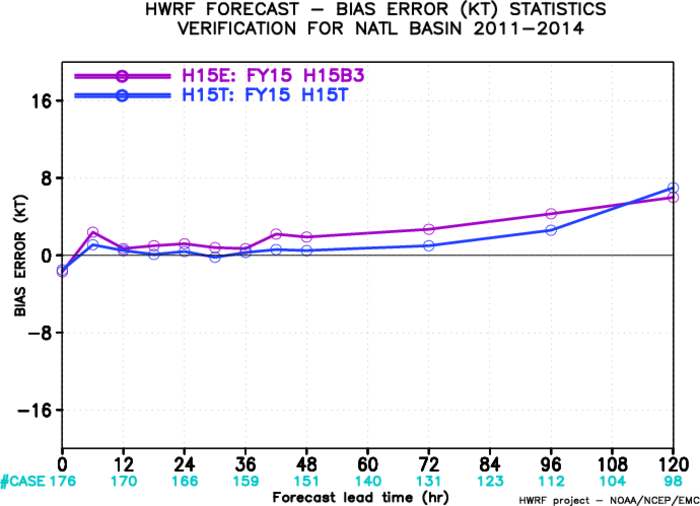 HWRF FORECAST – BIAS ERROR (KT) STATISTICS
VERIFICATION FOR NATL BASIN 2011–2014
H15E: FY15 H15B3
H15T: FY15 H15T
16
8
0
–8
–16
BIAS ERROR (KT)
0 12 24 36 48 60 72 84 96 108 120
#CASE 176 170 166 159 151 140 131 123 112 104 98
Forecast lead time (hr)
HWRF project – NOAA/NCEP/EMC